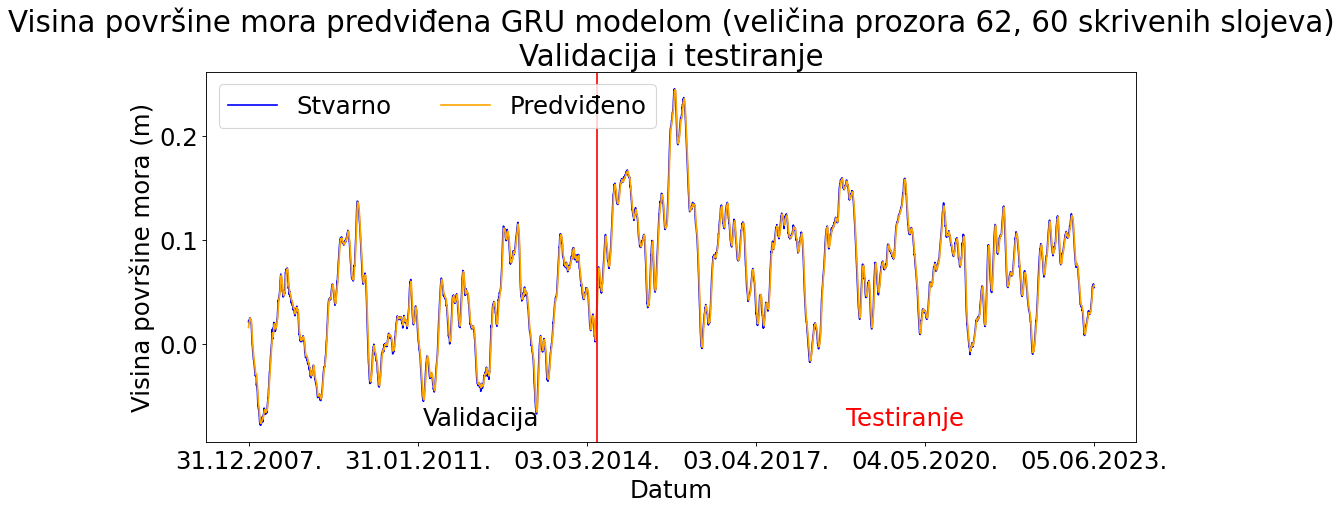 Visina površine mora predviđena GRU modelom (veličina prozora 62, 60 skrivenih slojeva)
Validacija i testiranje
Stvarno
Predviđeno
Visina površine mora (m)
0.2
0.1
0.0
Validacija
Testiranje
31.12.2007.
31.01.2011.
03.03.2014.
03.04.2017.
04.05.2020.
05.06.2023.
Datum